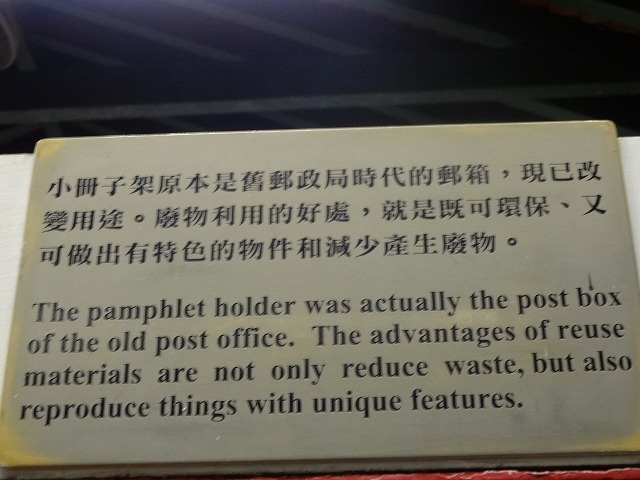 小冊子架原本是舊郵政局時代的郵箱，現已改
變用途。廢物利用的好處，就是既可環保、又
可做出有特色的物件和減少產生廢物。
The pamphlet holder was actually the post box
of the old post office. The advantages of reuse
materials are not only reduce waste, but also
reproduce things with unique features.